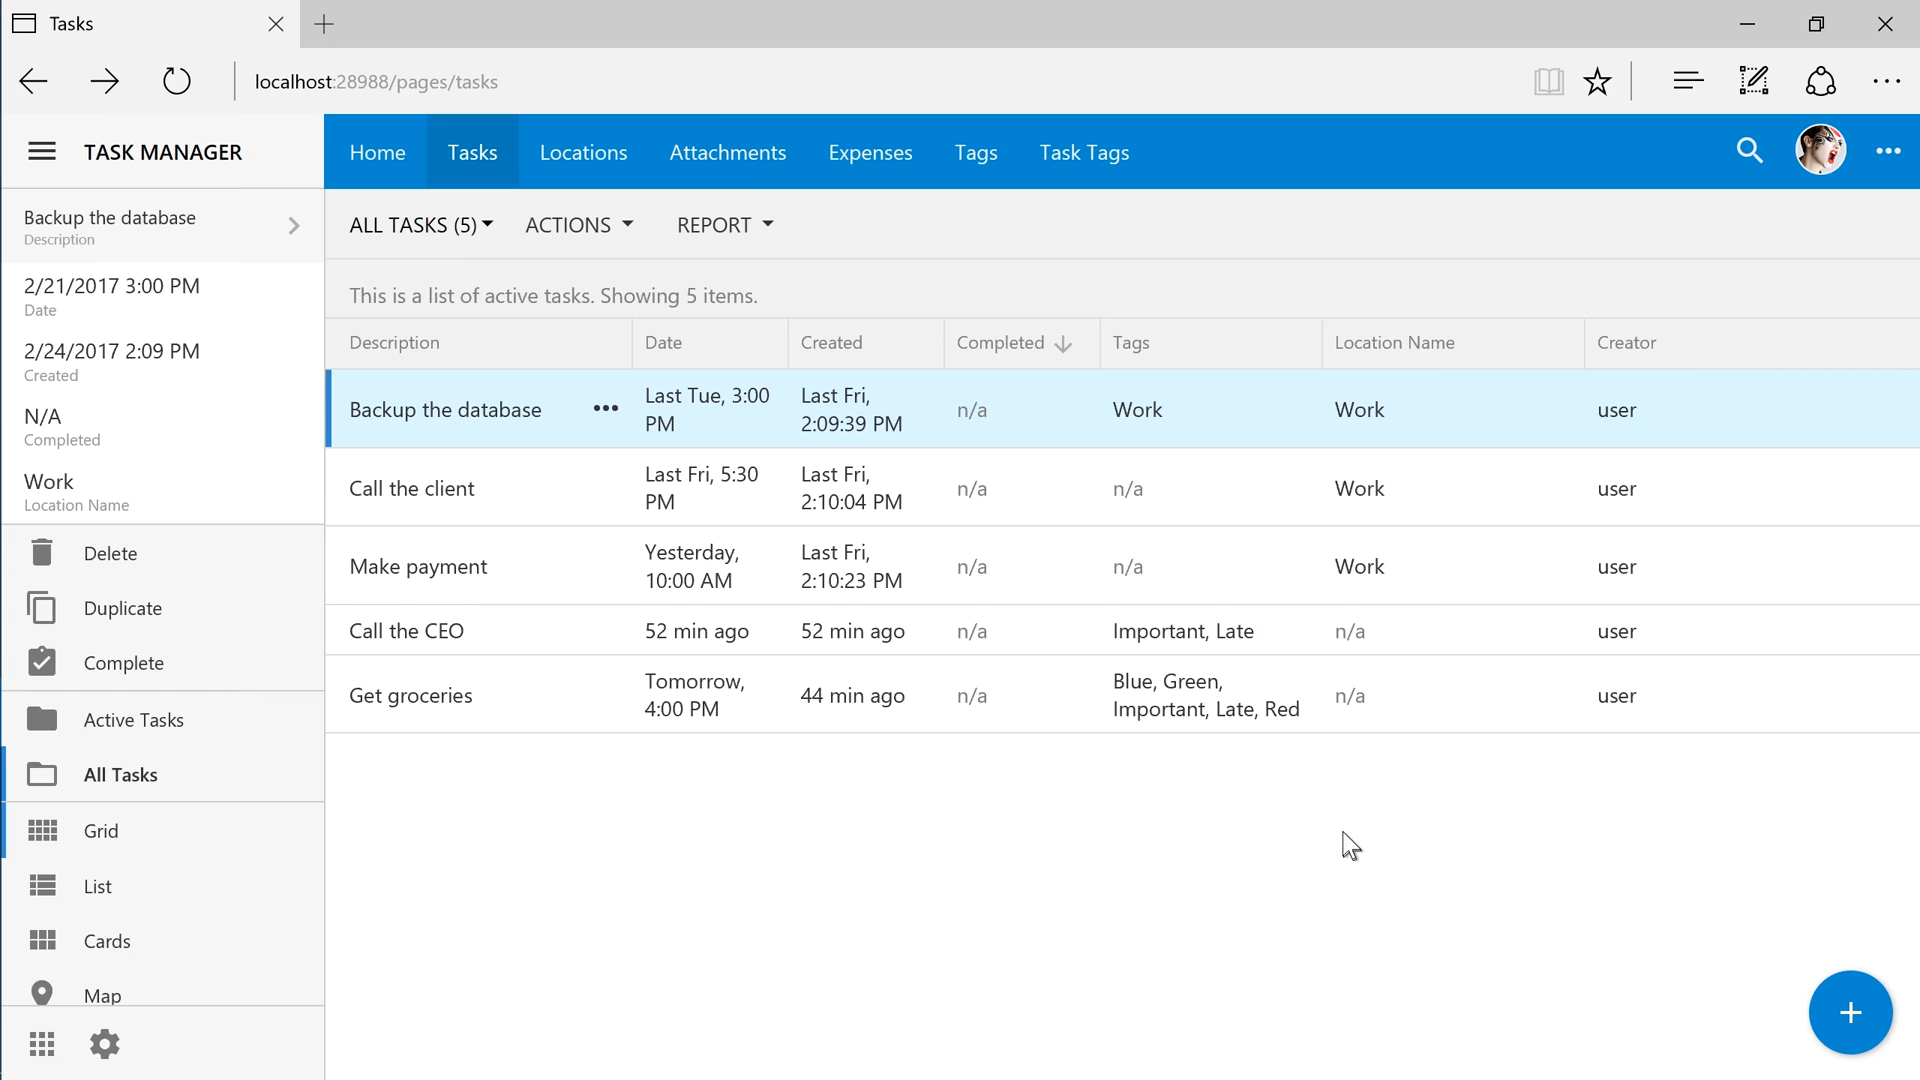 Tasks
localhost:28988/pages/tasks
TASK MANAGER
Home Tasks Locations Attachments Expenses Tags Task Tags
Backup the database
Description
2/21/2017 3:00 PM
Date
2/24/2017 2:09 PM
Created
N/A
Completed
Work
Location Name
Delete
Duplicate
Complete
Active Tasks
All Tasks
Grid
List
Cards
Map
ALL TASKS (5) ACTIONS REPORT
This is a list of active tasks. Showing 5 items.
Description Date Created Completed Tags Location Name Creator
Backup the database Last Tue, 3:00 PM Last Fri, 2:09:39 PM n/a Work Work user
Call the client Last Fri, 5:30 PM Last Fri, 2:10:04 PM n/a n/a Work user
Make payment Yesterday, 10:00 AM Last Fri, 2:10:23 PM n/a n/a Work user
Call the CEO 52 min ago 52 min ago n/a Important, Late n/a user
Get groceries Tomorrow, 4:00 PM 44 min ago n/a Blue, Green, Important, Late, Red n/a user